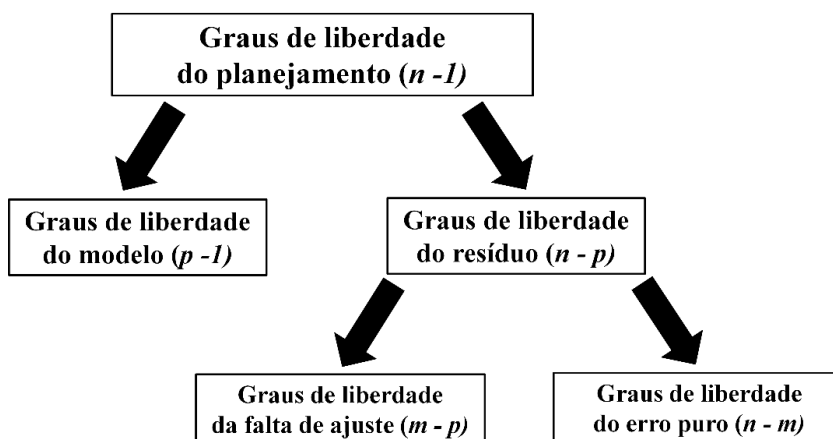 Graus de liberdade
do planejamento (n -1)
Graus de liberdade
do modelo (p -1)
Graus de liberdade
do resíduo (n - p)
Graus de liberdade
da falta de ajuste (m - p)
Graus de liberdade
do erro puro (n - m)